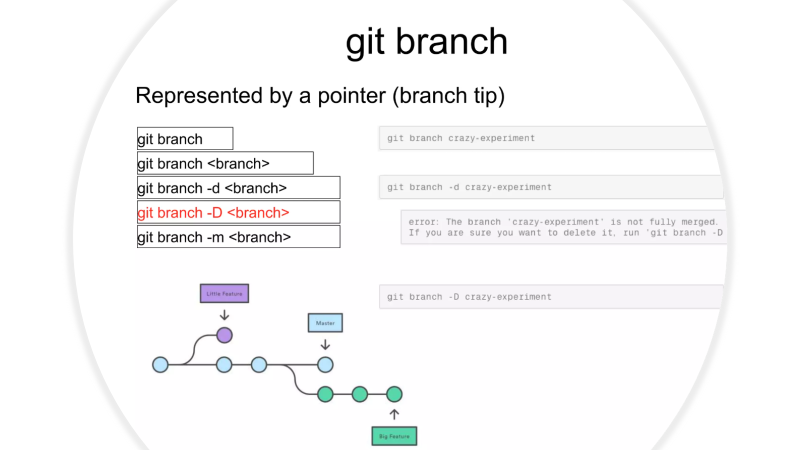 git branch
Represented by a pointer (branch tip)
git branch
git branch <branch>
git branch -d <branch>
git branch -D <branch>
git branch -m <branch>
git branch crazy-experiment
git branch -d crazy-experiment
error: The branch 'crazy-experiment' is not fully merged.
If you are sure you want to delete it, run 'git branch -D
git branch -D crazy-experiment
Little Feature
Master
Big Feature